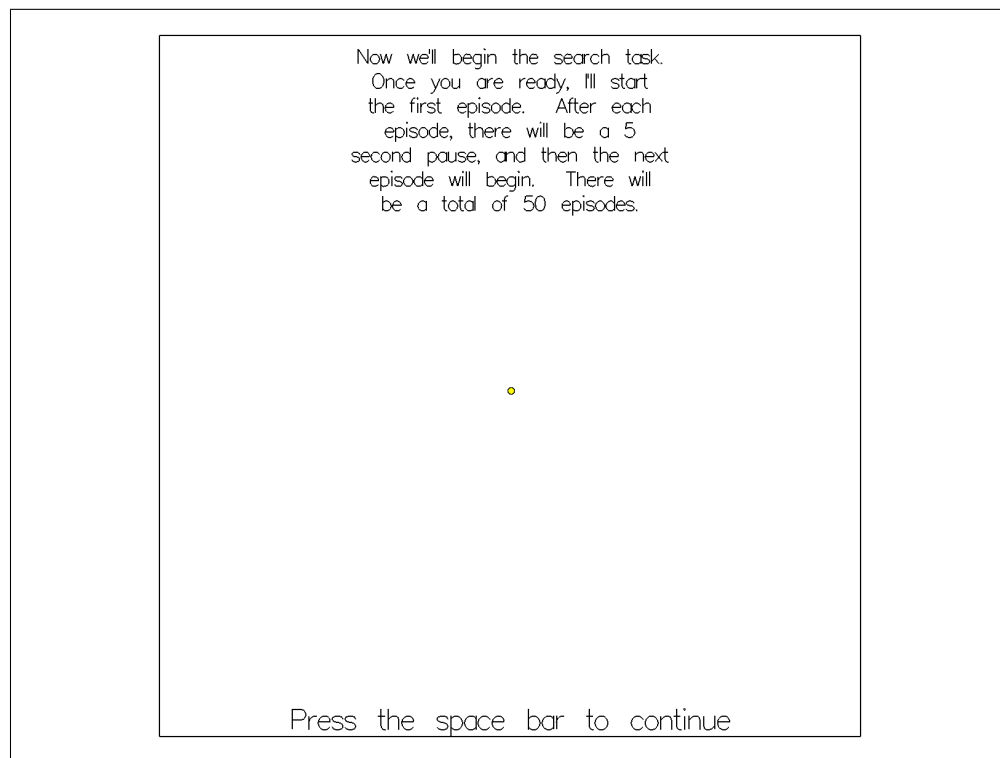 Now we'll begin the search task.
Once you are ready, I'll start
the first episode. After each
episode, there will be a 5
second pause, and then the next
episode will begin. There will
be a total of 50 episodes.
Press the space bar to continue